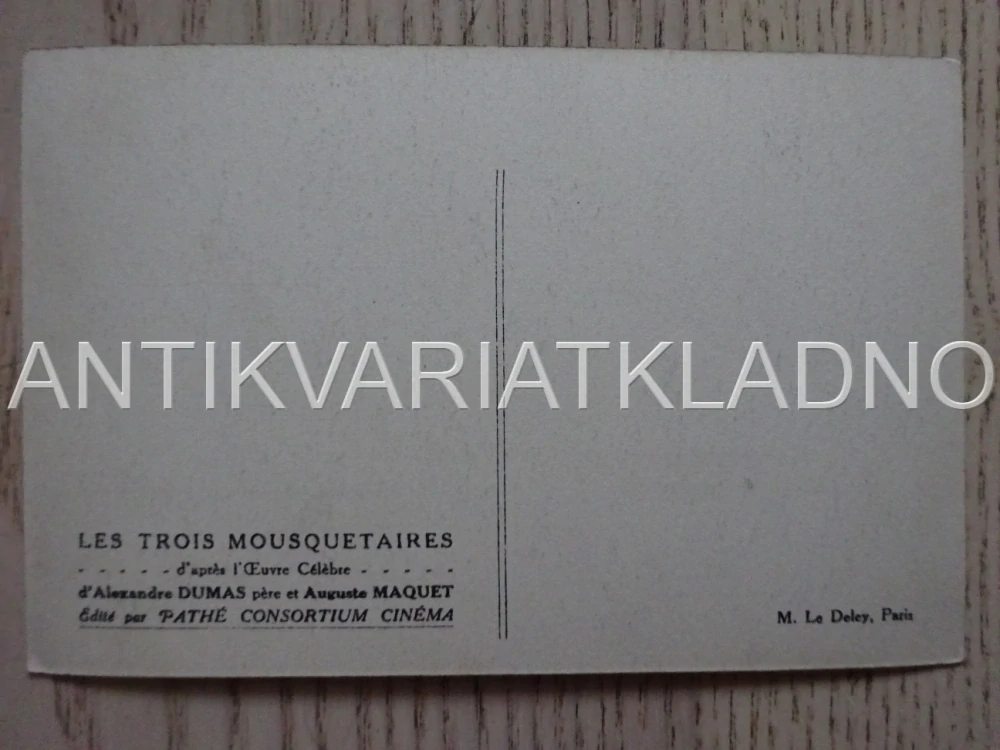 ANTIKVARIATKLADNO
LES TROIS MOUSQUETAIRES
- - - - - d'après l'Œuvre Célèbre - - - - -
d'Alexandre DUMAS père et Auguste MAQUET
Édité par PATHÉ CONSORTIUM CINÉMA
M. Le Deley, Paris